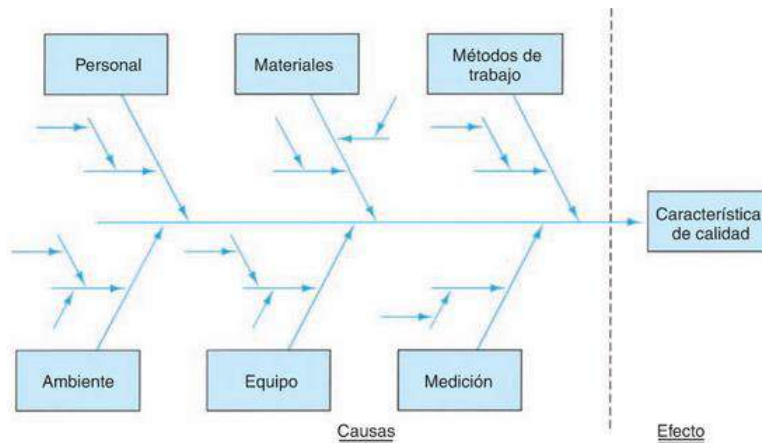 Personal
Materiales
Métodos de
trabajo
Característica
de calidad
Ambiente
Equipo
Medición
Causas
Efecto